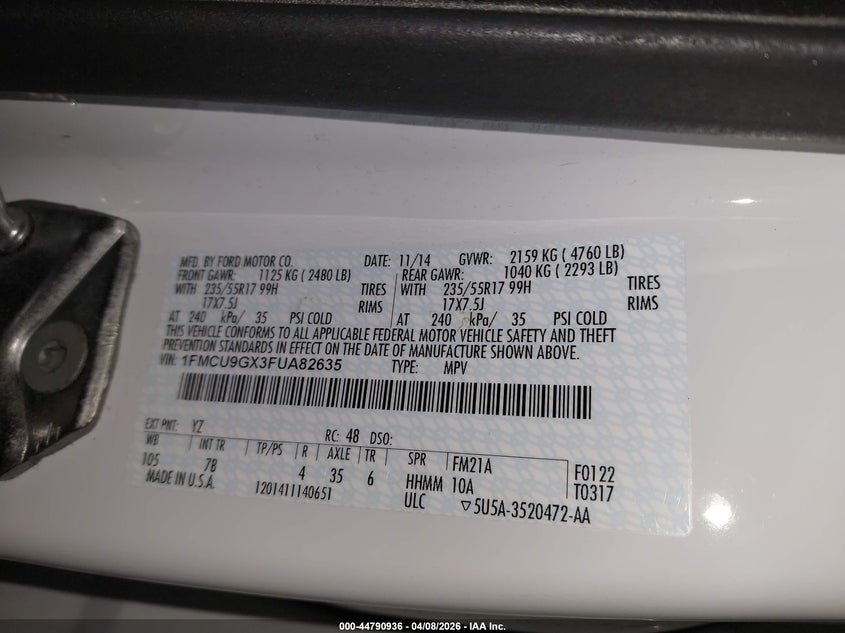 MFD. BY FORD MOTOR CO. DATE: 11/14 GVWR: 2159 KG ( 4760 LB)
FRONT GAWR: 1125 KG ( 2480 LB) REAR GAWR: 1040 KG ( 2293 LB)
WITH 235/55R17 99H TIRES WITH 235/55R17 99H TIRES
17X7.5J RIMS 17X7.5J RIMS
AT 240 kPa/ 35 PSI COLD AT 240 kPa/ 35 PSI COLD
THIS VEHICLE CONFORMS TO ALL APPLICABLE FEDERAL MOTOR VEHICLE SAFETY AND THEFT
PREVENTION STANDARDS IN EFFECT ON THE DATE OF MANUFACTURE SHOWN ABOVE.
VIN: 1FMCU9GX3FUA82635 TYPE: MPV
EXT PNT: YZ RC: 48 DSO:
WB INT TR TP/PS R AXLE TR SPR FM21A F0122
105 7B 4 35 6 HHMM 10A T0317
MADE IN U.S.A. 1201411140651 ULC ▽5U5A-3520472-AA
000-44790936 - 04/08/2026 - IAA Inc.